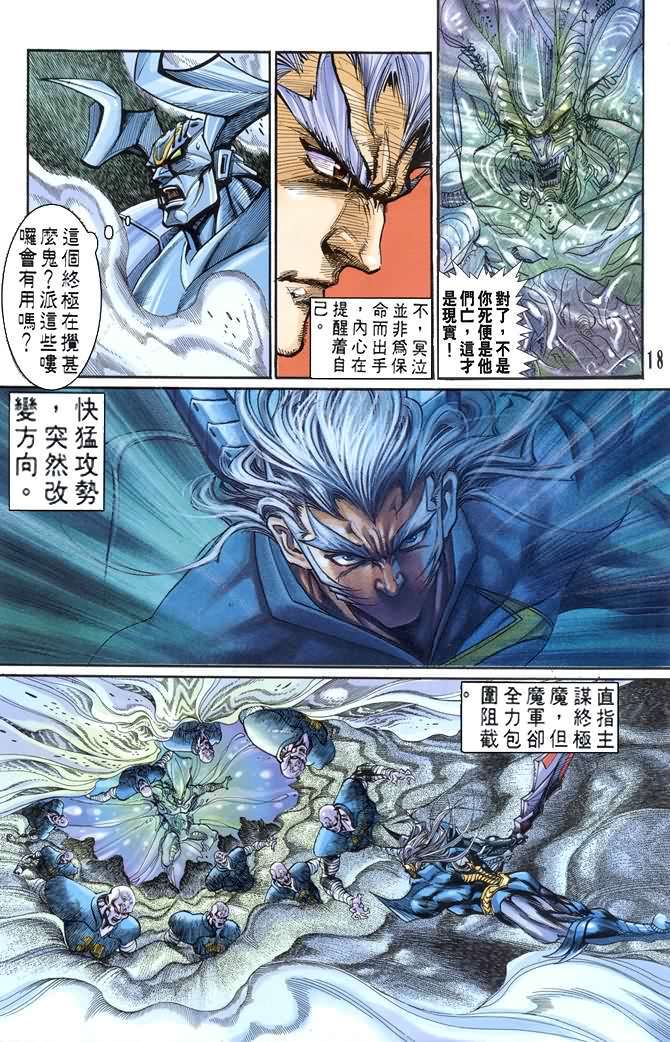 對了，不是
你死便是他
們亡，這才
是現實！
18
不，冥泣
並非為保
命而出手
，內心在
提醒着自
己。
這個終極在攪甚
麼鬼？派這些嘍
囉會有用嗎？
快猛攻勢
，突然改
變方向。
直指主
謀終極
魔，但
魔軍卻
全力包
圍阻截
。